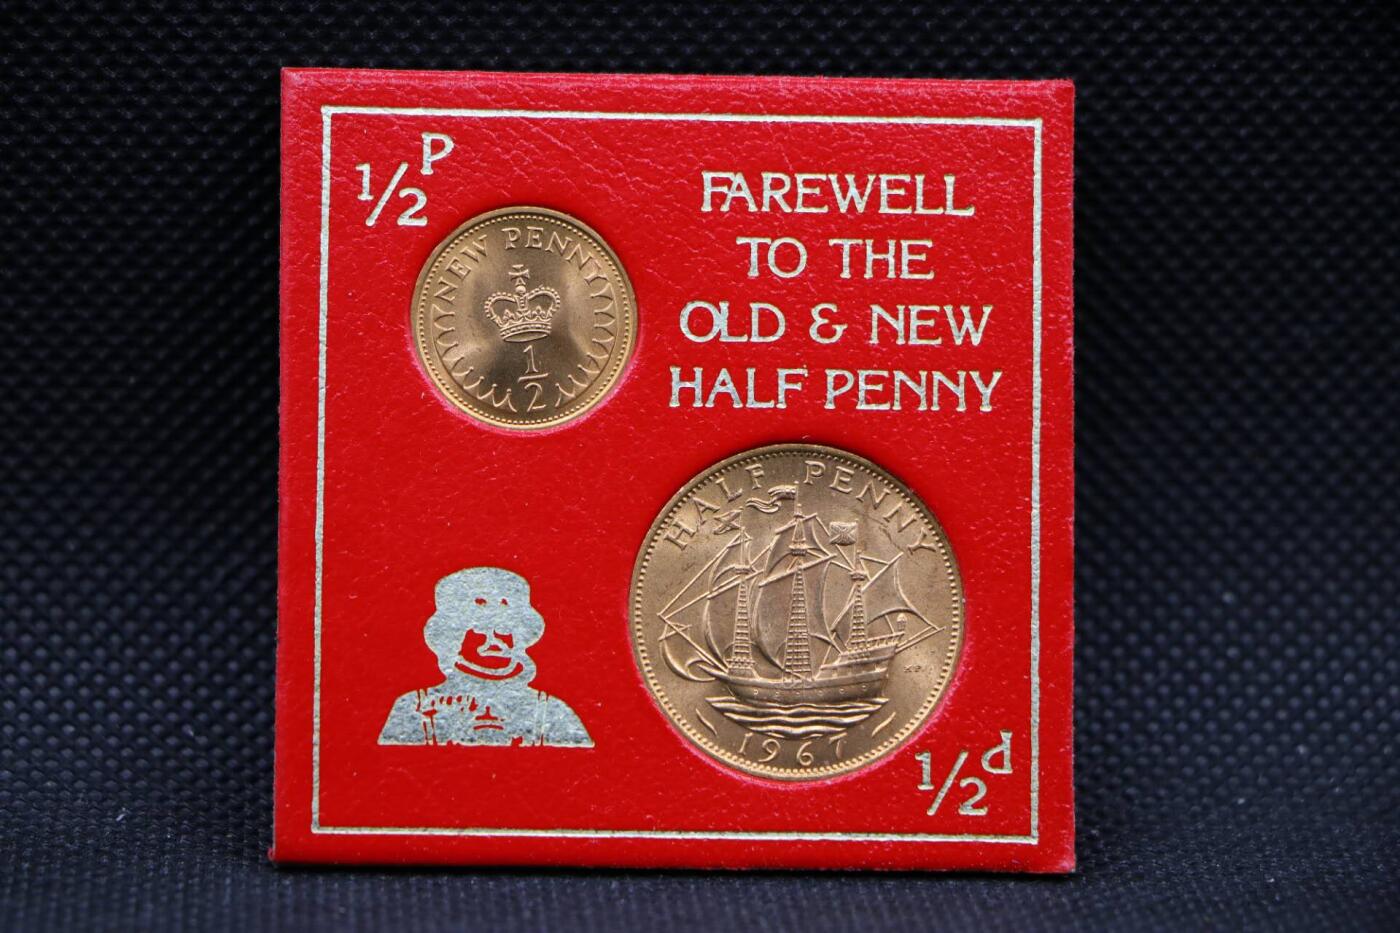 ½P
NEW PENNY
1
2
FAREWELL
TO THE
OLD & NEW
HALF PENNY
HALF PENNY
1967
½d